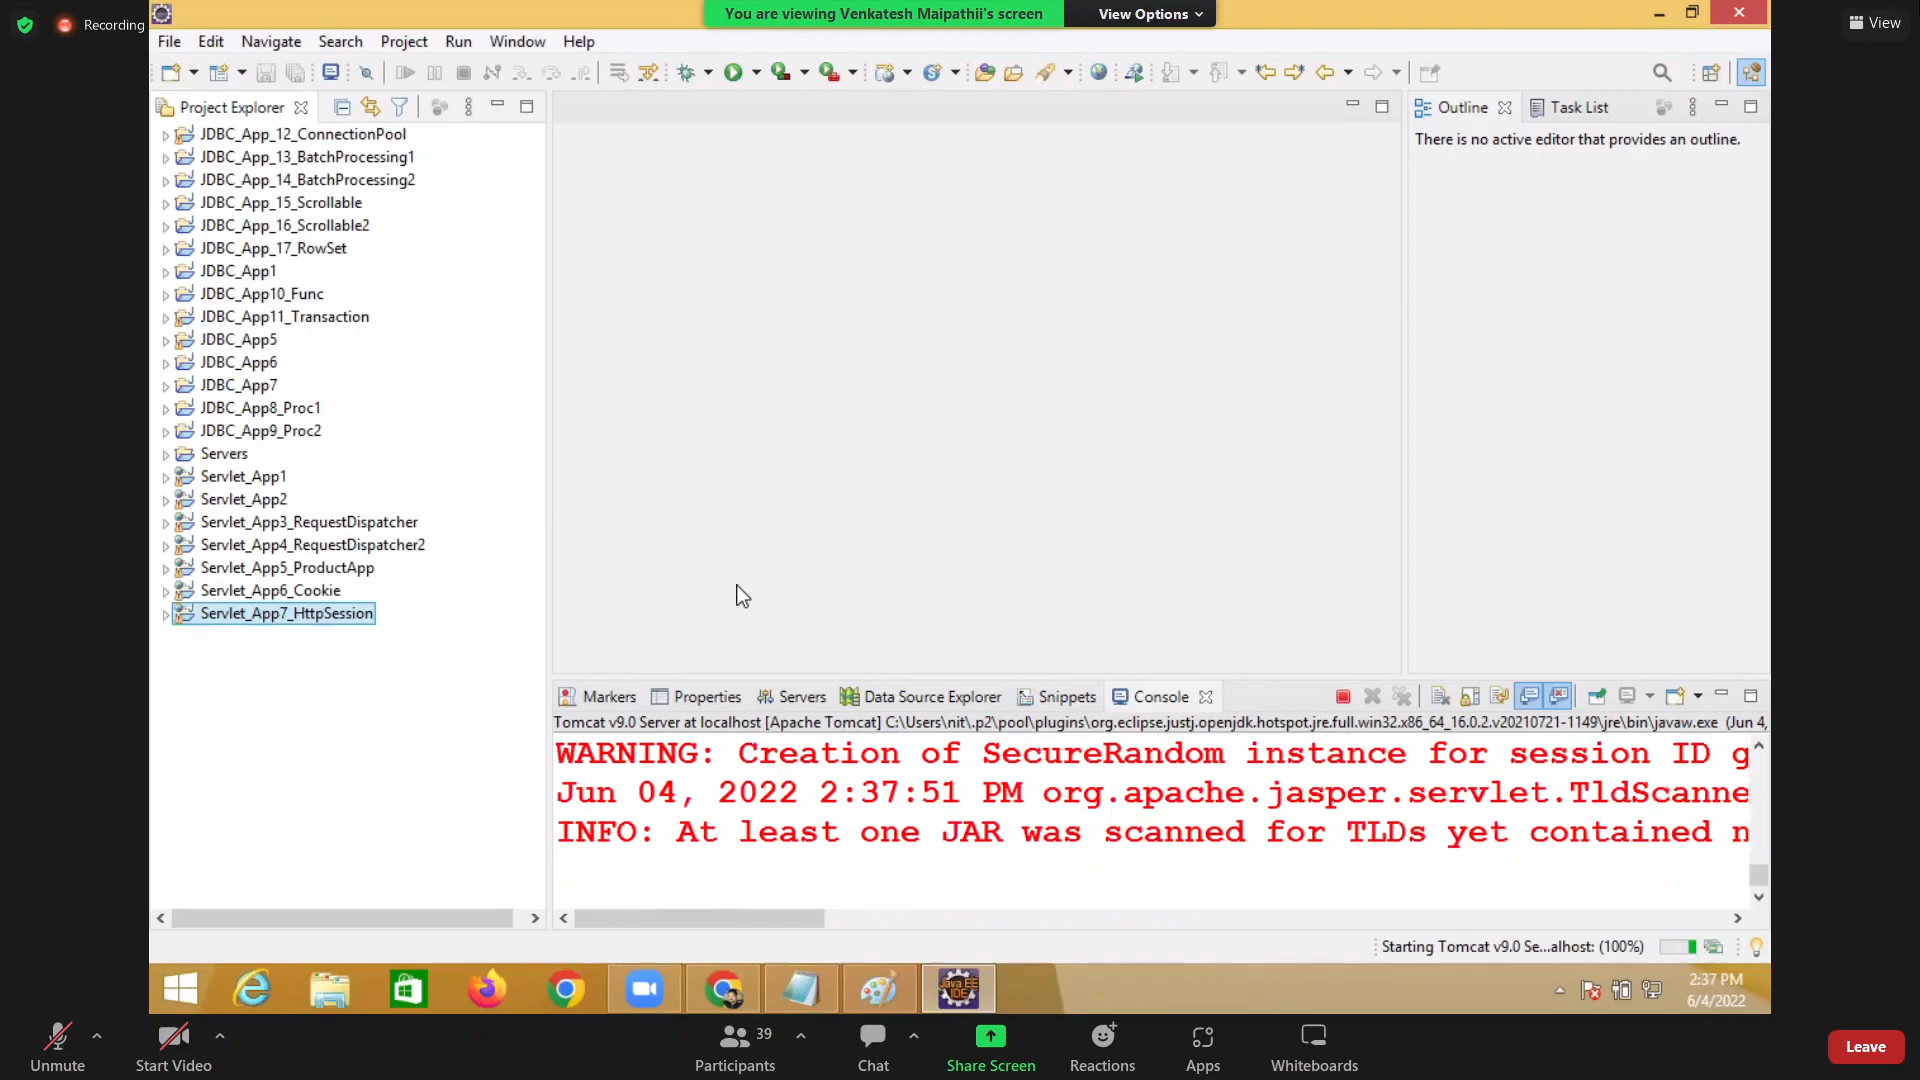 Recording
You are viewing Venkatesh Maipathii's screen
View Options
View
File Edit Navigate Search Project Run Window Help
Project Explorer
JDBC_App_12_ConnectionPool
JDBC_App_13_BatchProcessing1
JDBC_App_14_BatchProcessing2
JDBC_App_15_Scrollable
JDBC_App_16_Scrollable2
JDBC_App_17_RowSet
JDBC_App1
JDBC_App10_Func
JDBC_App11_Transaction
JDBC_App5
JDBC_App6
JDBC_App7
JDBC_App8_Proc1
JDBC_App9_Proc2
Servers
Servlet_App1
Servlet_App2
Servlet_App3_RequestDispatcher
Servlet_App4_RequestDispatcher2
Servlet_App5_ProductApp
Servlet_App6_Cookie
Servlet_App7_HttpSession
Outline Task List
There is no active editor that provides an outline.
Markers Properties Servers Data Source Explorer Snippets Console
Tomcat v9.0 Server at localhost [Apache Tomcat] C:\Users\nit\.p2\pool\plugins\org.eclipse.justj.openjdk.hotspot.jre.full.win32.x86_64_16.0.2.v20210721-1149\jre\bin\javaw.exe (Jun 4,
WARNING: Creation of SecureRandom instance for session ID g
Jun 04, 2022 2:37:51 PM org.apache.jasper.servlet.TldScanne
INFO: At least one JAR was scanned for TLDs yet contained n
Starting Tomcat v9.0 Se...alhost: (100%)
Java EE
IDE
2:37 PM
6/4/2022
Unmute
Start Video
39
Participants
Chat
Share Screen
Reactions
Apps
Whiteboards
Leave